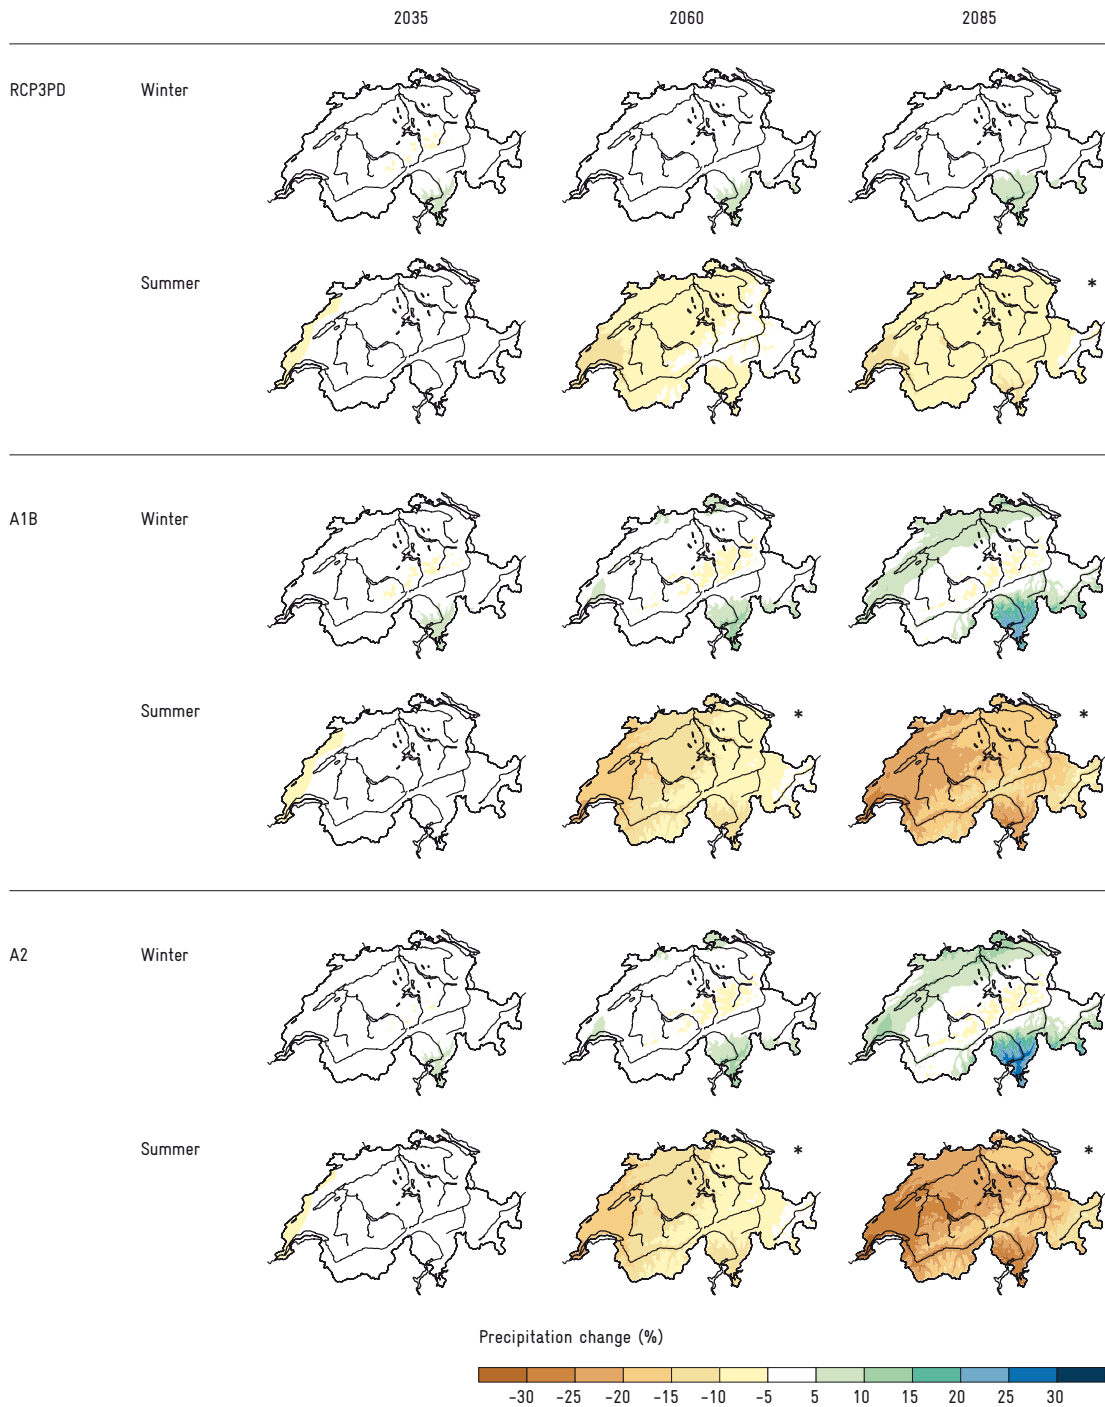 2035 2060 2085
RCP3PD Winter
Summer *
A1B Winter
Summer * *
A2 Winter
Summer * *
Precipitation change (%)
-30 -25 -20 -15 -10 -5 5 10 15 20 25 30